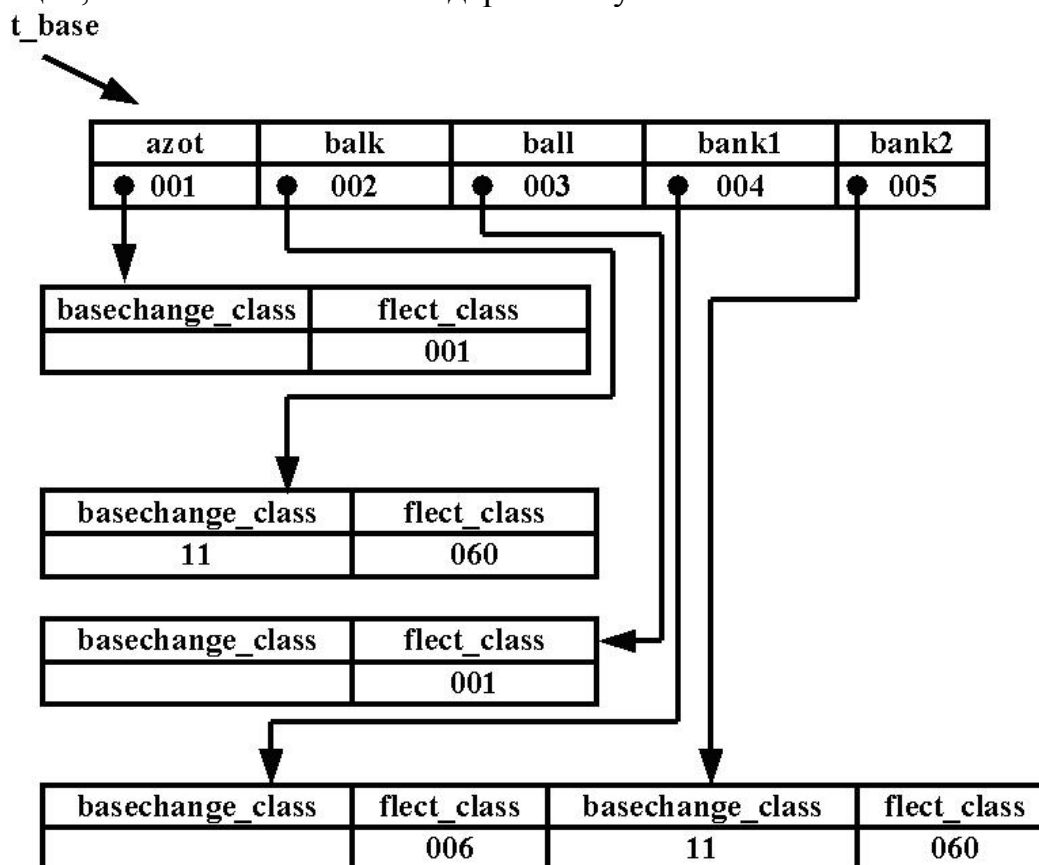 t_base
azot balk ball bank1 bank2
001 002 003 004 005
basechange_class flect_class
001
basechange_class flect_class
11 060
basechange_class flect_class
001
basechange_class flect_class basechange_class flect_class
006 11 060